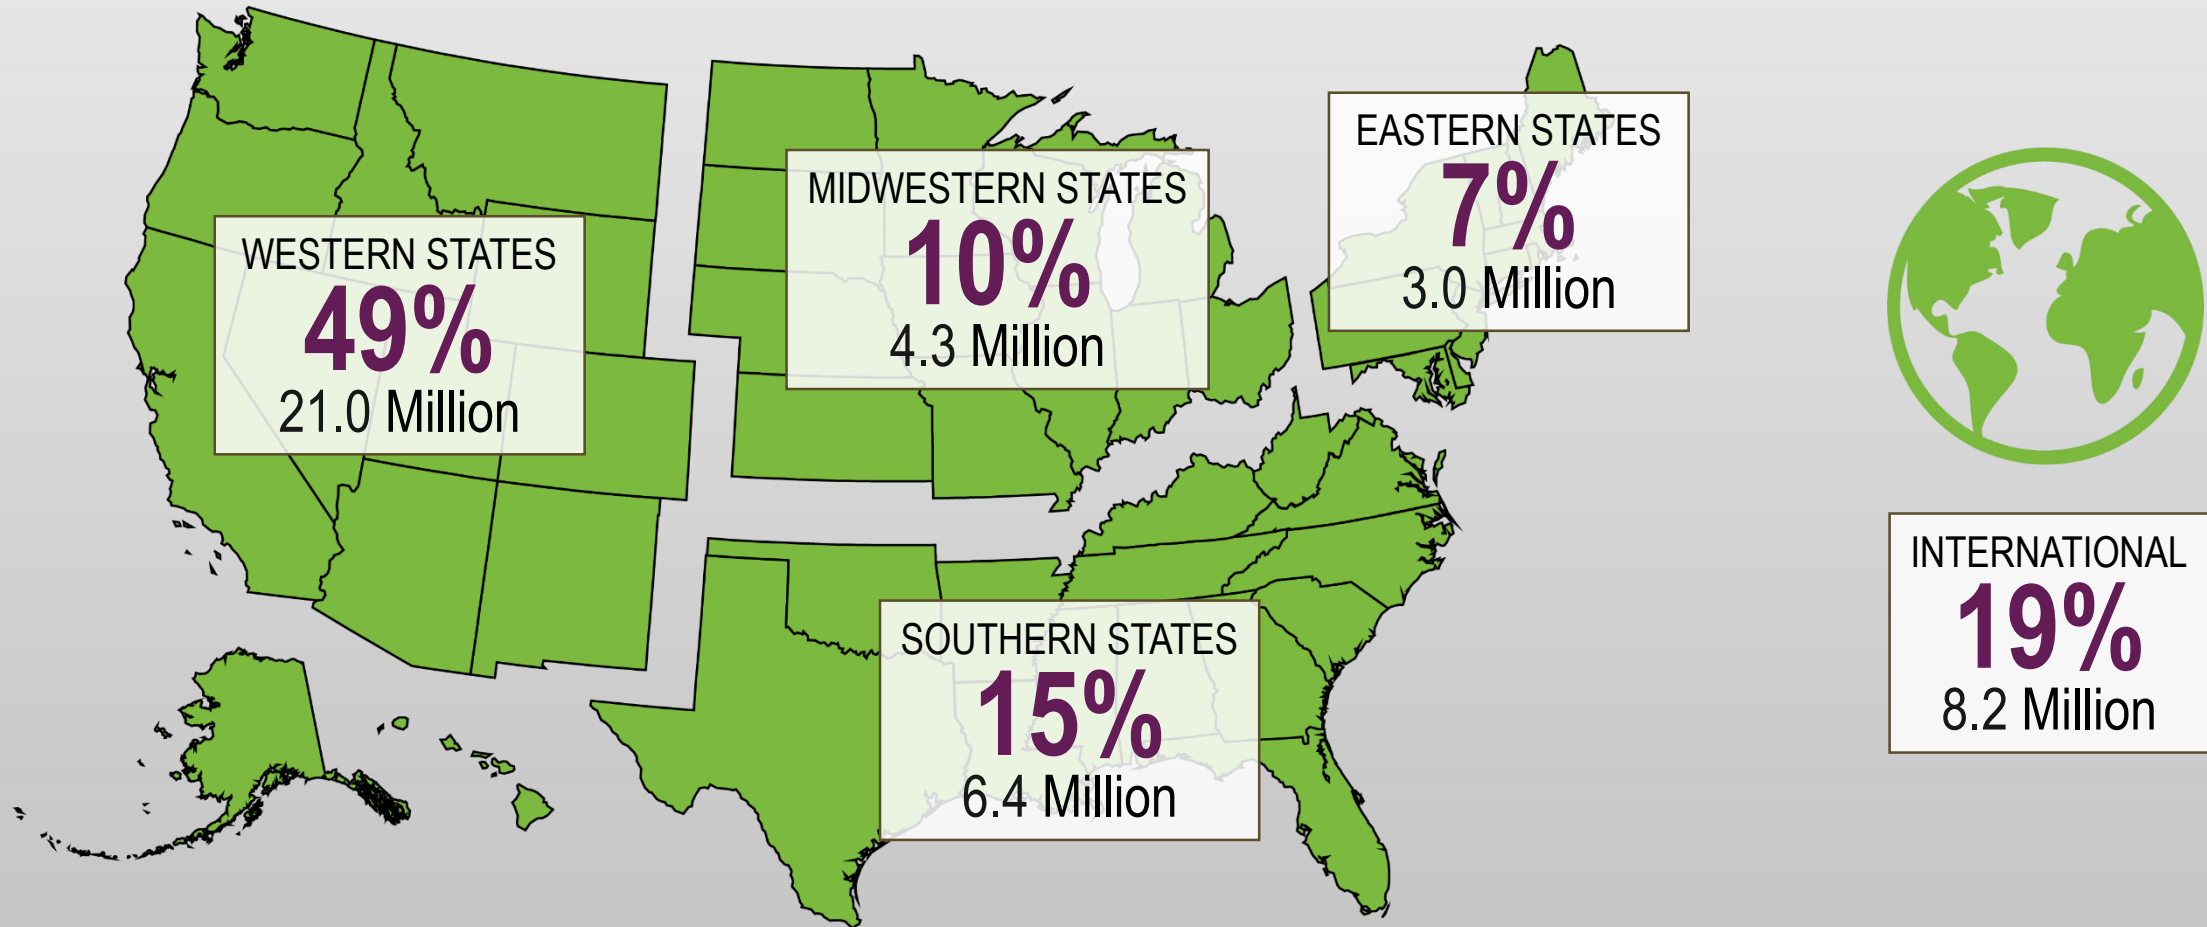 WESTERN STATES
49%
21.0 Million
MIDWESTERN STATES
10%
4.3 Million
EASTERN STATES
7%
3.0 Million
SOUTHERN STATES
15%
6.4 Million
INTERNATIONAL
19%
8.2 Million